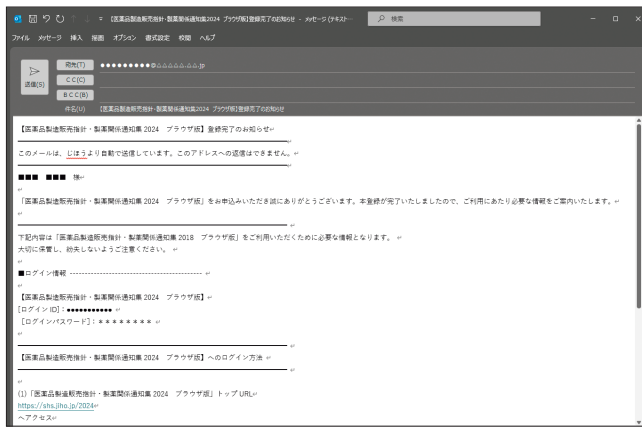 【医薬品製造販売指針・製薬関係通知集2024 ブラウザ版】登録完了のお知らせ - メッセージ (テキスト…
検索
ファイル メッセージ 挿入 描画 オプション 書式設定 校閲 ヘルプ
送信(S)
宛先(T) ●●●●●●●●●@△△△△△.△△.jp
CC(C)
BCC(B)
件名(U) 【医薬品製造販売指針・製薬関係通知集2024 ブラウザ版】登録完了のお知らせ
【医薬品製造販売指針・製薬関係通知集 2024 ブラウザ版】登録完了のお知らせ
このメールは、じほうより自動で送信しています。このアドレスへの返信はできません。
■■■ ■■■ 様
「医薬品製造販売指針・製薬関係通知集 2024 ブラウザ版」をお申込みいただき誠にありがとうございます。本登録が完了いたしましたので、ご利用にあたり必要な情報をご案内いたします。
下記内容は「医薬品製造販売指針・製薬関係通知集 2018 ブラウザ版」をご利用いただくために必要な情報となります。
大切に保管し、紛失しないようご注意ください。
■ログイン情報 --------------------------------------------
【医薬品製造販売指針・製薬関係通知集 2024 ブラウザ版】
[ログイン ID]：●●●●●●●●●●●
[ログインパスワード]：＊＊＊＊＊＊＊＊
【医薬品製造販売指針・製薬関係通知集 2024 ブラウザ版】へのログイン方法
(1)「医薬品製造販売指針・製薬関係通知集 2024 ブラウザ版」トップ URL
https://shs.jiho.jp/2024
へアクセス